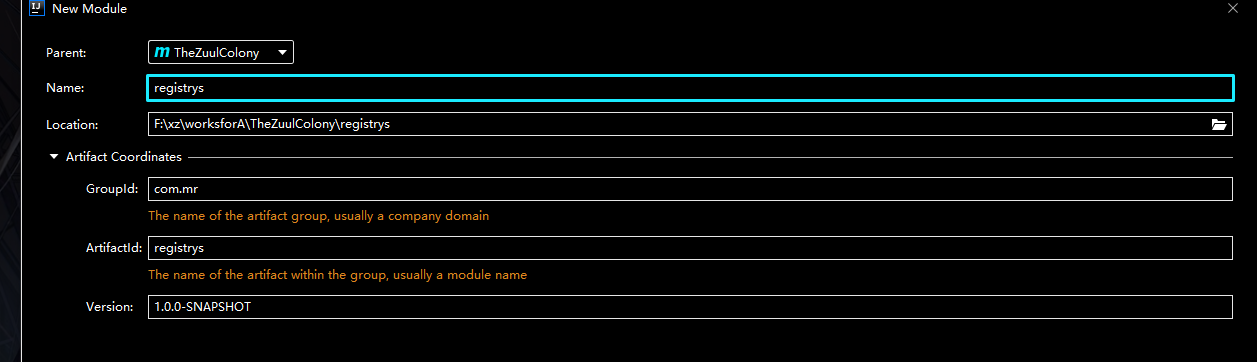 IJ New Module
Parent: m TheZuulColony
Name: registrys
Location: F:\xz\worksforA\TheZuulColony\registrys
Artifact Coordinates
GroupId: com.mr
The name of the artifact group, usually a company domain
ArtifactId: registrys
The name of the artifact within the group, usually a module name
Version: 1.0.0-SNAPSHOT